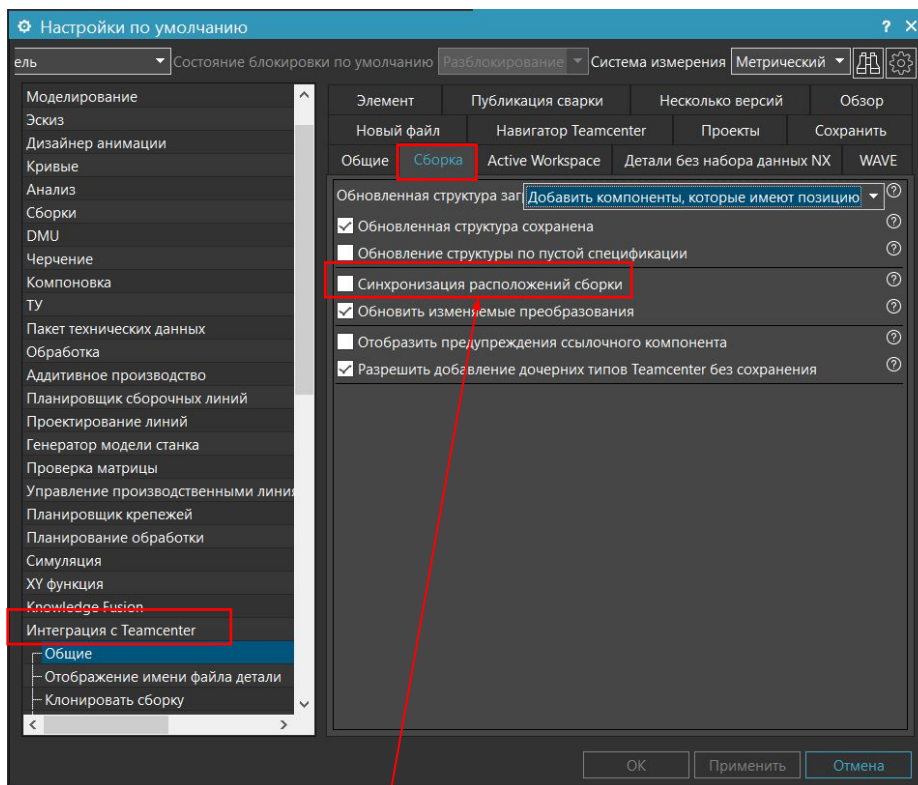 Настройки по умолчанию
ель Состояние блокировки по умолчанию Разблокирование Система измерения Метрический
Моделирование
Эскиз
Дизайнер анимации
Кривые
Анализ
Сборки
DMU
Черчение
Компоновка
ТУ
Пакет технических данных
Обработка
Аддитивное производство
Планировщик сборочных линий
Проектирование линий
Генератор модели станка
Проверка матрицы
Управление производственными линия
Планировщик крепежей
Планирование обработки
Симуляция
XY функция
Knowledge Fusion
Интеграция с Teamcenter
Общие
Отображение имени файла детали
Клонировать сборку
Элемент Публикация сварки Несколько версий Обзор
Новый файл Навигатор Teamcenter Проекты Сохранить
Общие Сборка Active Workspace Детали без набора данных NX WAVE
Обновленная структура заг Добавить компоненты, которые имеют позицию
Обновленная структура сохранена
Обновление структуры по пустой спецификации
Синхронизация расположений сборки
Обновить изменяемые преобразования
Отобразить предупреждения ссылочного компонента
Разрешить добавление дочерних типов Teamcenter без сохранения
ОК Применить Отмена